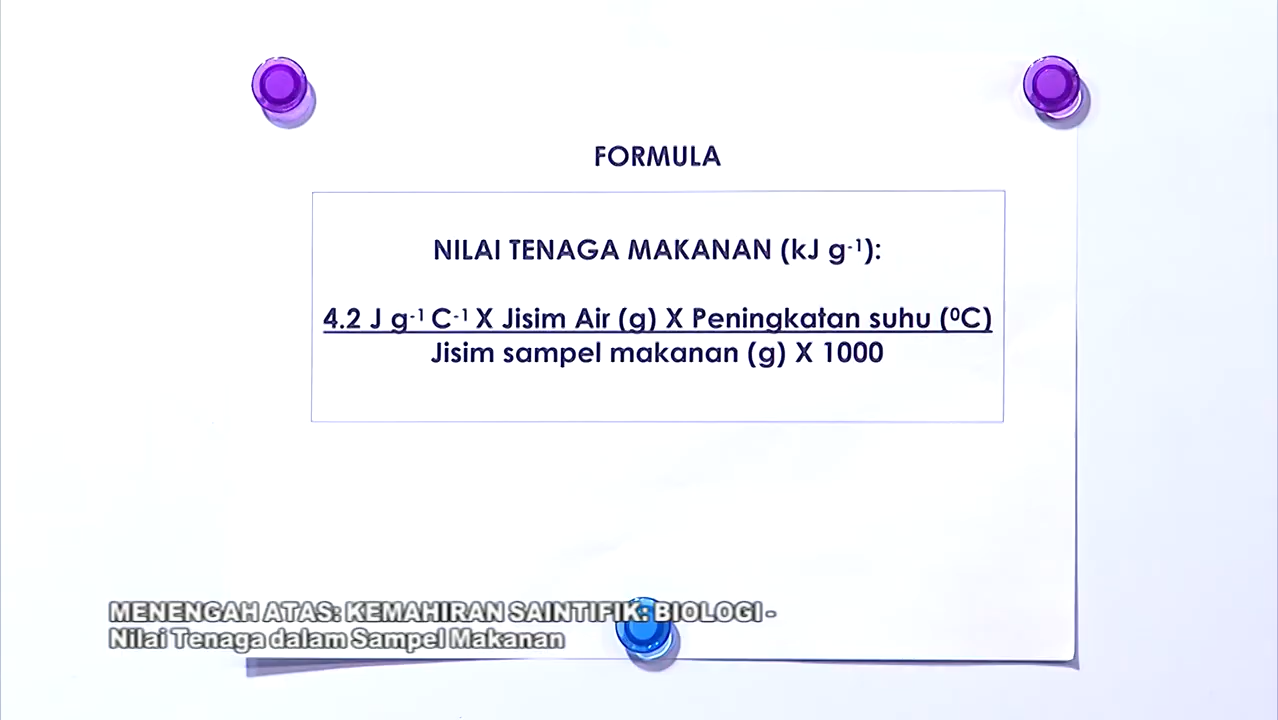 FORMULA
NILAI TENAGA MAKANAN (kJ g⁻¹):
4.2 J g⁻¹ C⁻¹ X Jisim Air (g) X Peningkatan suhu (⁰C)
Jisim sampel makanan (g) X 1000
MENENGAH ATAS: KEMAHIRAN SAINTIFIK: BIOLOGI -
Nilai Tenaga dalam Sampel Makanan